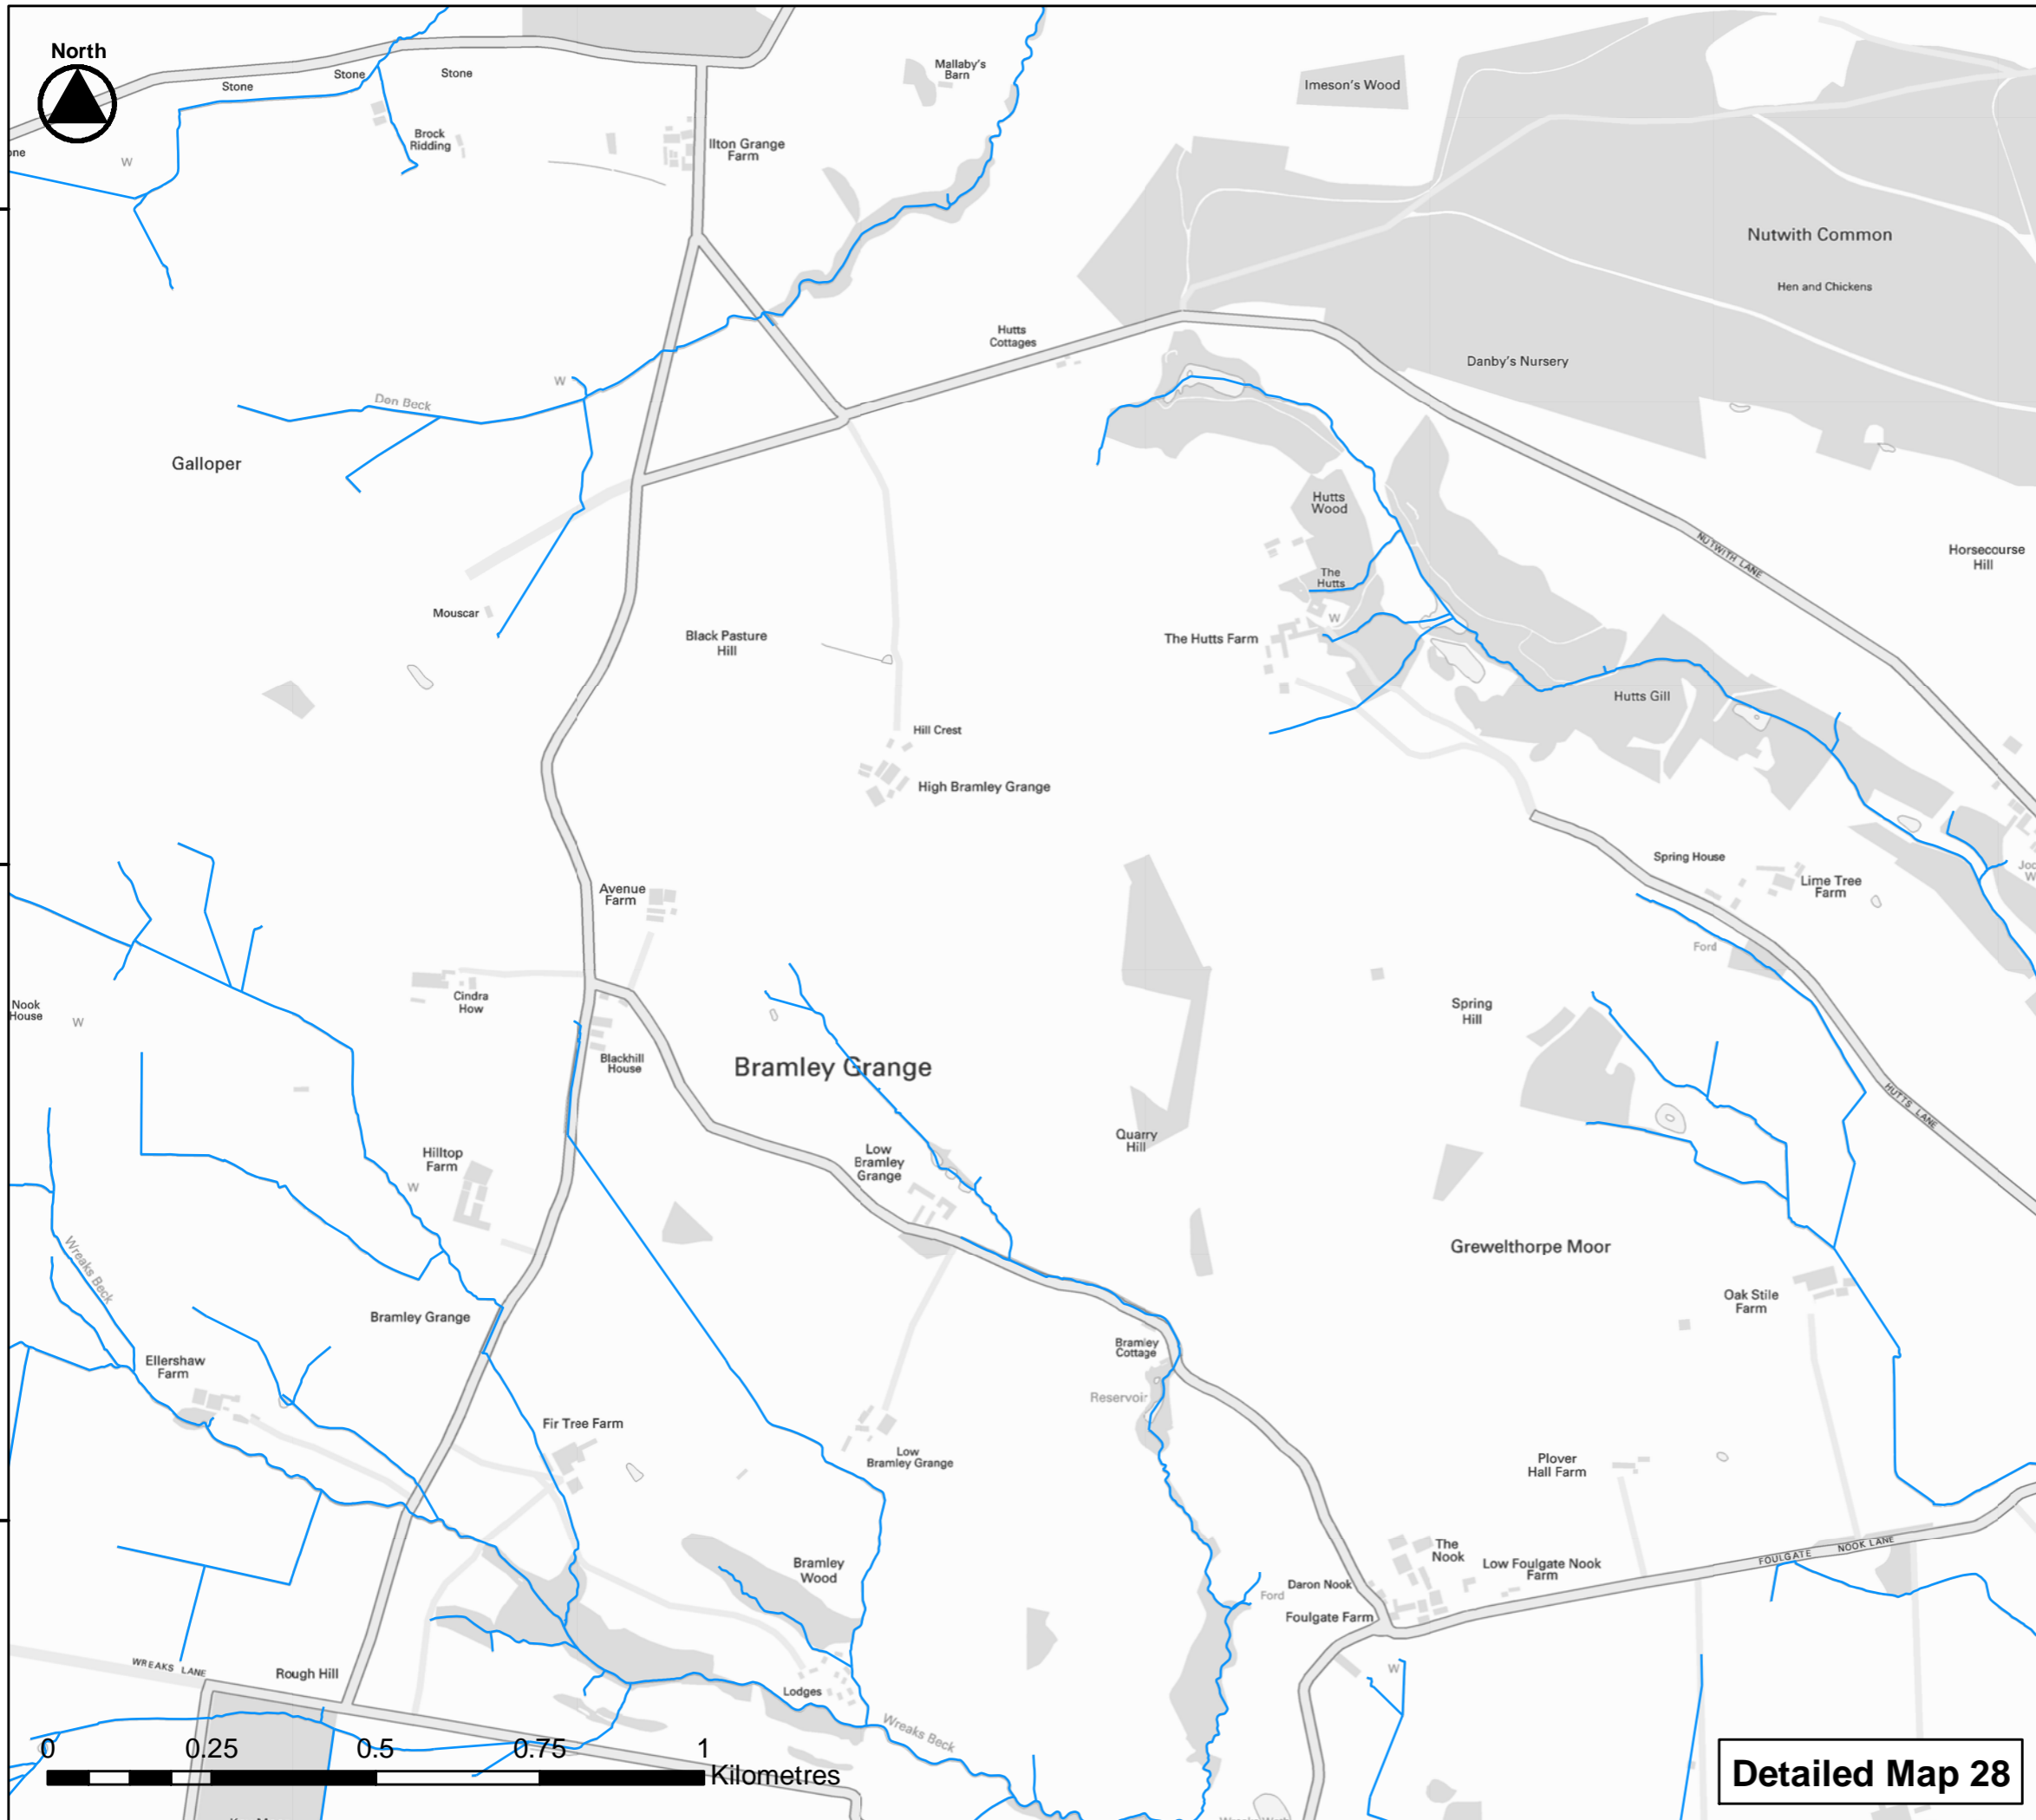 North
Stone
Stone
Stone
Mallaby's
Barn
Imeson's Wood
Brock
Ridding
Ilton Grange
Farm
one
W
Nutwith Common
Hen and Chickens
Hutts
Cottages
Danby's Nursery
W
Don Beck
Galloper
Hutts
Wood
NUTWITH LANE
Horsecourse
Hill
The
Hutts
Mouscar
W
Black Pasture
Hill
The Hutts Farm
Hutts Gill
Hill Crest
High Bramley Grange
Spring House
Lime Tree
Farm
Avenue
Farm
Ford
Cindra
How
Nook
House
W
Spring
Hill
Blackhill
House
Bramley Grange
HUTTS LANE
Quarry
Hill
Low
Bramley
Grange
Hilltop
Farm
W
Wreaks Beck
Grewelthorpe Moor
Oak Stile
Farm
Bramley Grange
Bramley
Cottage
Ellershaw
Farm
Reservoir
Fir Tree Farm
Low
Bramley Grange
Plover
Hall Farm
The
Nook
FOULGATE NOOK LANE
Bramley
Wood
Low Foulgate Nook
Farm
Daron Nook
Ford
Foulgate Farm
WREAKS LANE
Rough Hill
W
Lodges
Wreaks Beck
0 0.25 0.5 0.75 1
Kilometres
Detailed Map 28